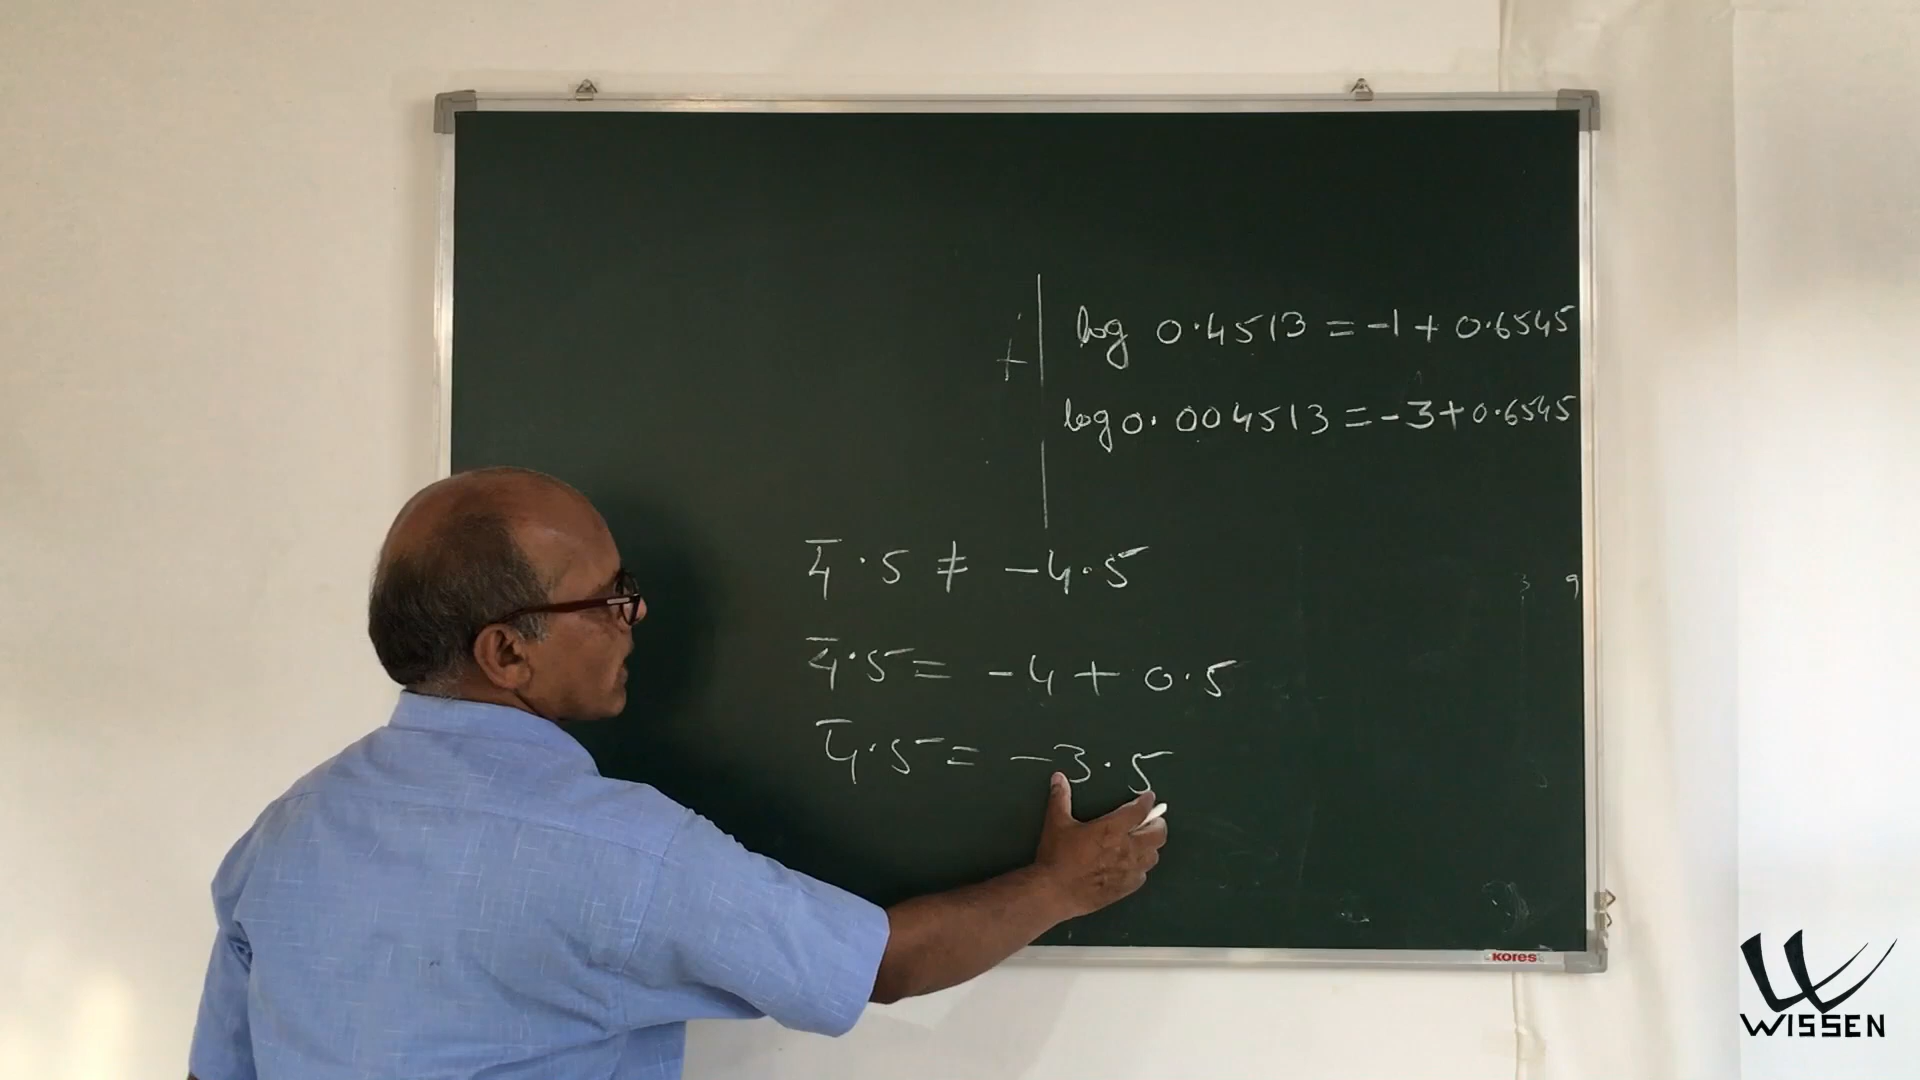 log 0.4513 = -1 + 0.6545
log 0.004513 = -3 + 0.6545
4̅.5 ≠ -4.5
4̅.5 = -4 + 0.5
4̅.5 = -3.5
kores
WISSEN